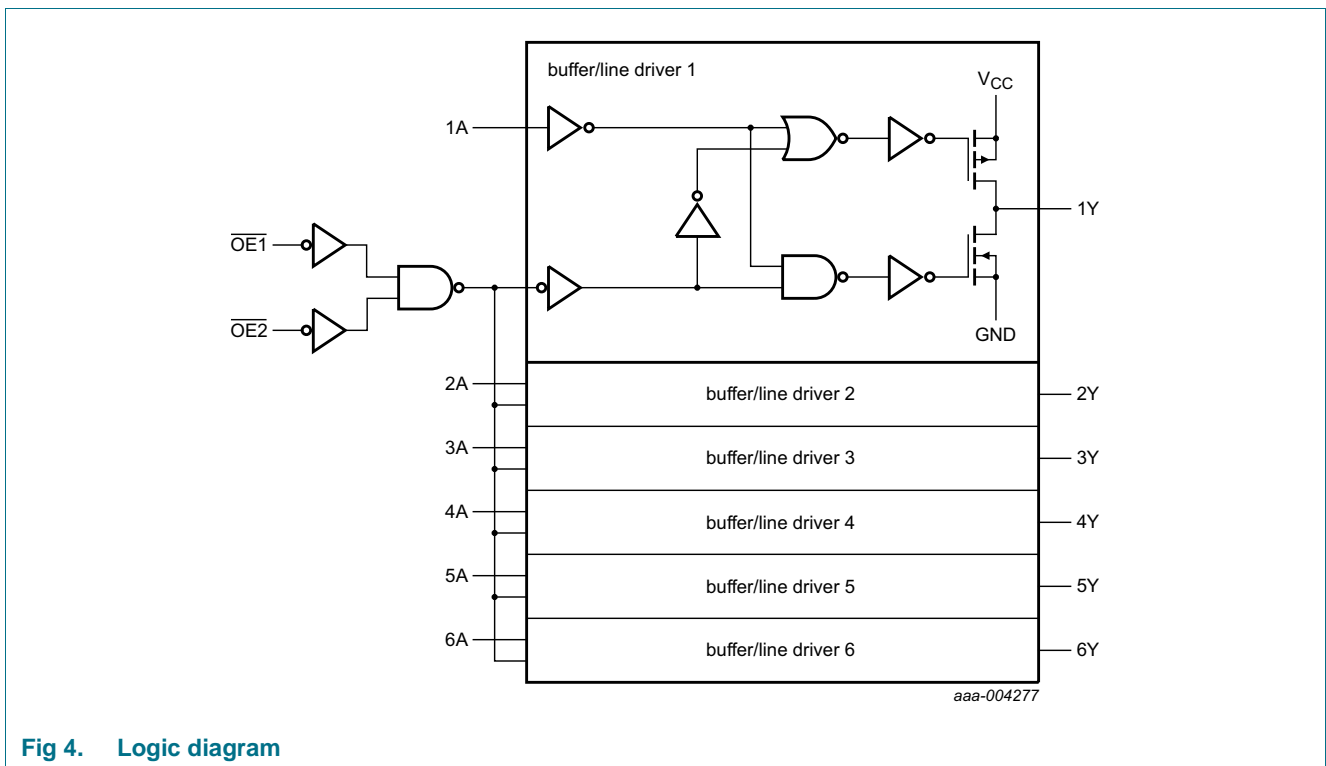 buffer/line driver 1
VCC
1A
1Y
OE1
OE2
GND
2A
buffer/line driver 2
2Y
3A
buffer/line driver 3
3Y
4A
buffer/line driver 4
4Y
5A
buffer/line driver 5
5Y
6A
buffer/line driver 6
6Y
aaa-004277
Fig 4. Logic diagram